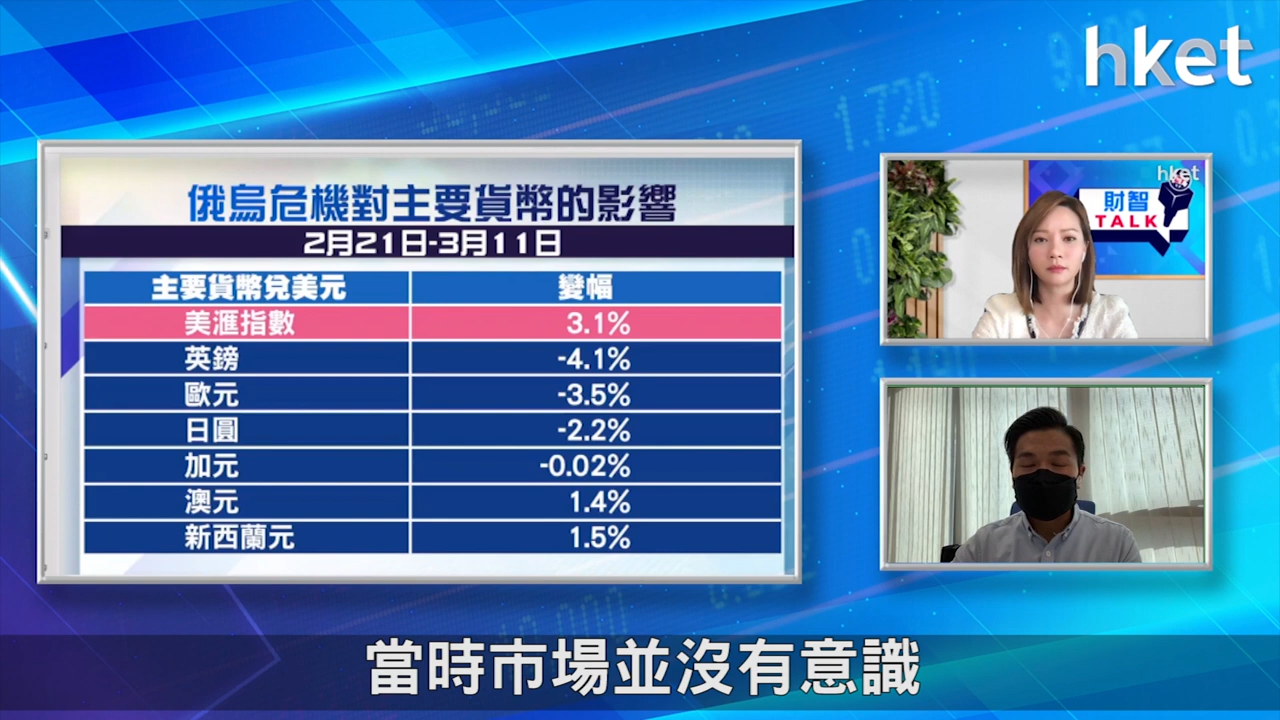 hket
俄烏危機對主要貨幣的影響
2月21日-3月11日
主要貨幣兌美元 變幅
美滙指數 3.1%
英鎊 -4.1%
歐元 -3.5%
日圓 -2.2%
加元 -0.02%
澳元 1.4%
新西蘭元 1.5%
hket
財智
TALK
1.720
當時市場並沒有意識